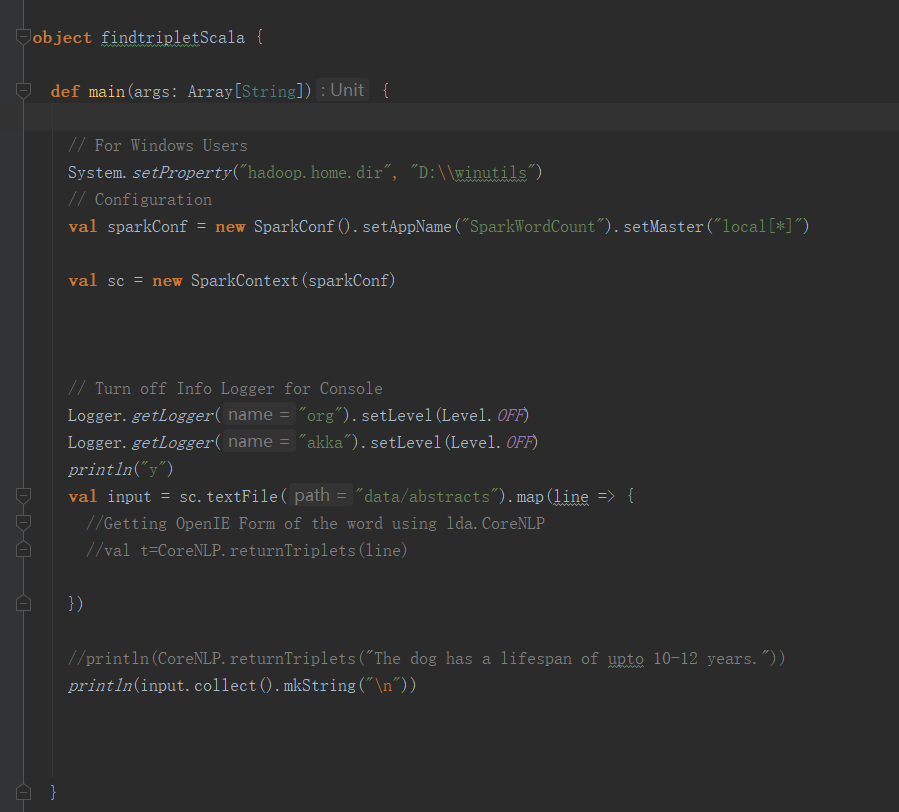 object findtripletScala {
def main(args: Array[String]) : Unit {
// For Windows Users
System.setProperty("hadoop.home.dir", "D:\\winutils")
// Configuration
val sparkConf = new SparkConf().setAppName("SparkWordCount").setMaster("local[*]")
val sc = new SparkContext(sparkConf)
// Turn off Info Logger for Console
Logger.getLogger( name = "org").setLevel(Level.OFF)
Logger.getLogger( name = "akka").setLevel(Level.OFF)
println("y")
val input = sc.textFile( path = "data/abstracts").map(line => {
//Getting OpenIE Form of the word using lda.CoreNLP
//val t=CoreNLP.returnTriplets(line)
})
//println(CoreNLP.returnTriplets("The dog has a lifespan of upto 10-12 years."))
println(input.collect().mkString("\n"))
}